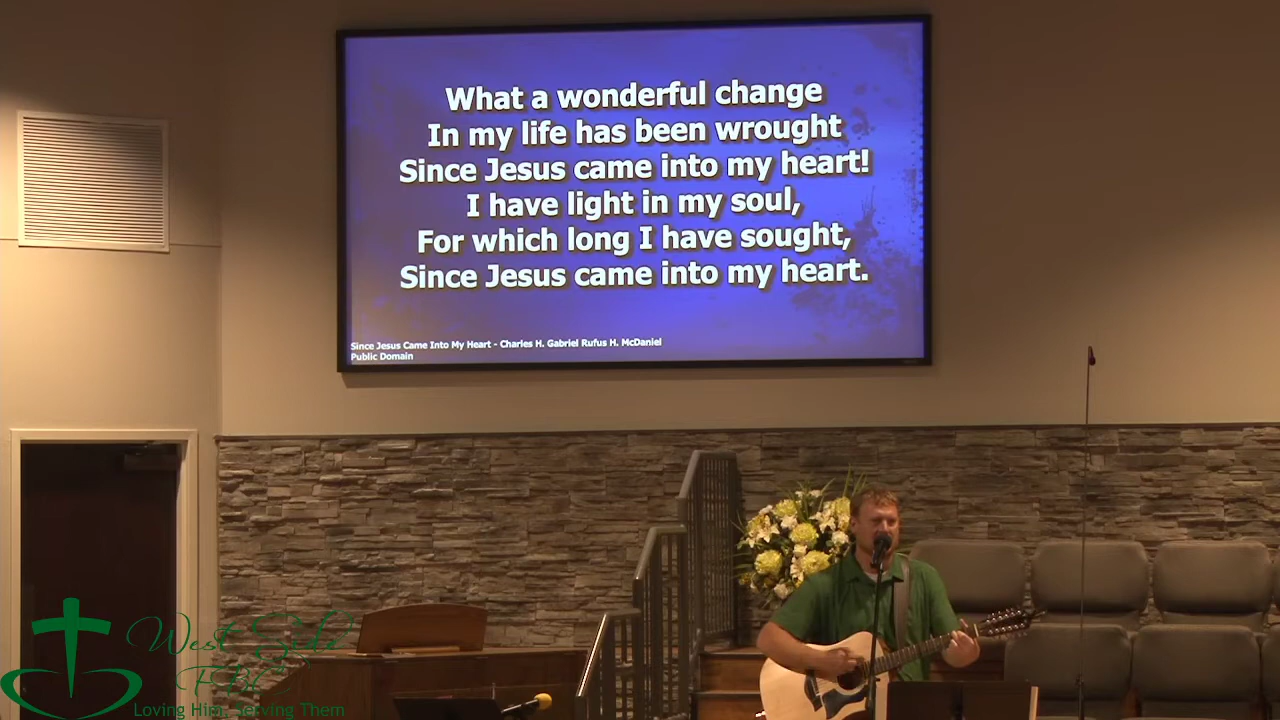 What a wonderful change
In my life has been wrought
Since Jesus came into my heart!
I have light in my soul,
For which long I have sought,
Since Jesus came into my heart.
Since Jesus Came Into My Heart - Charles H. Gabriel Rufus H. McDaniel
Public Domain
West Side
FBC
Loving Him, Serving Them